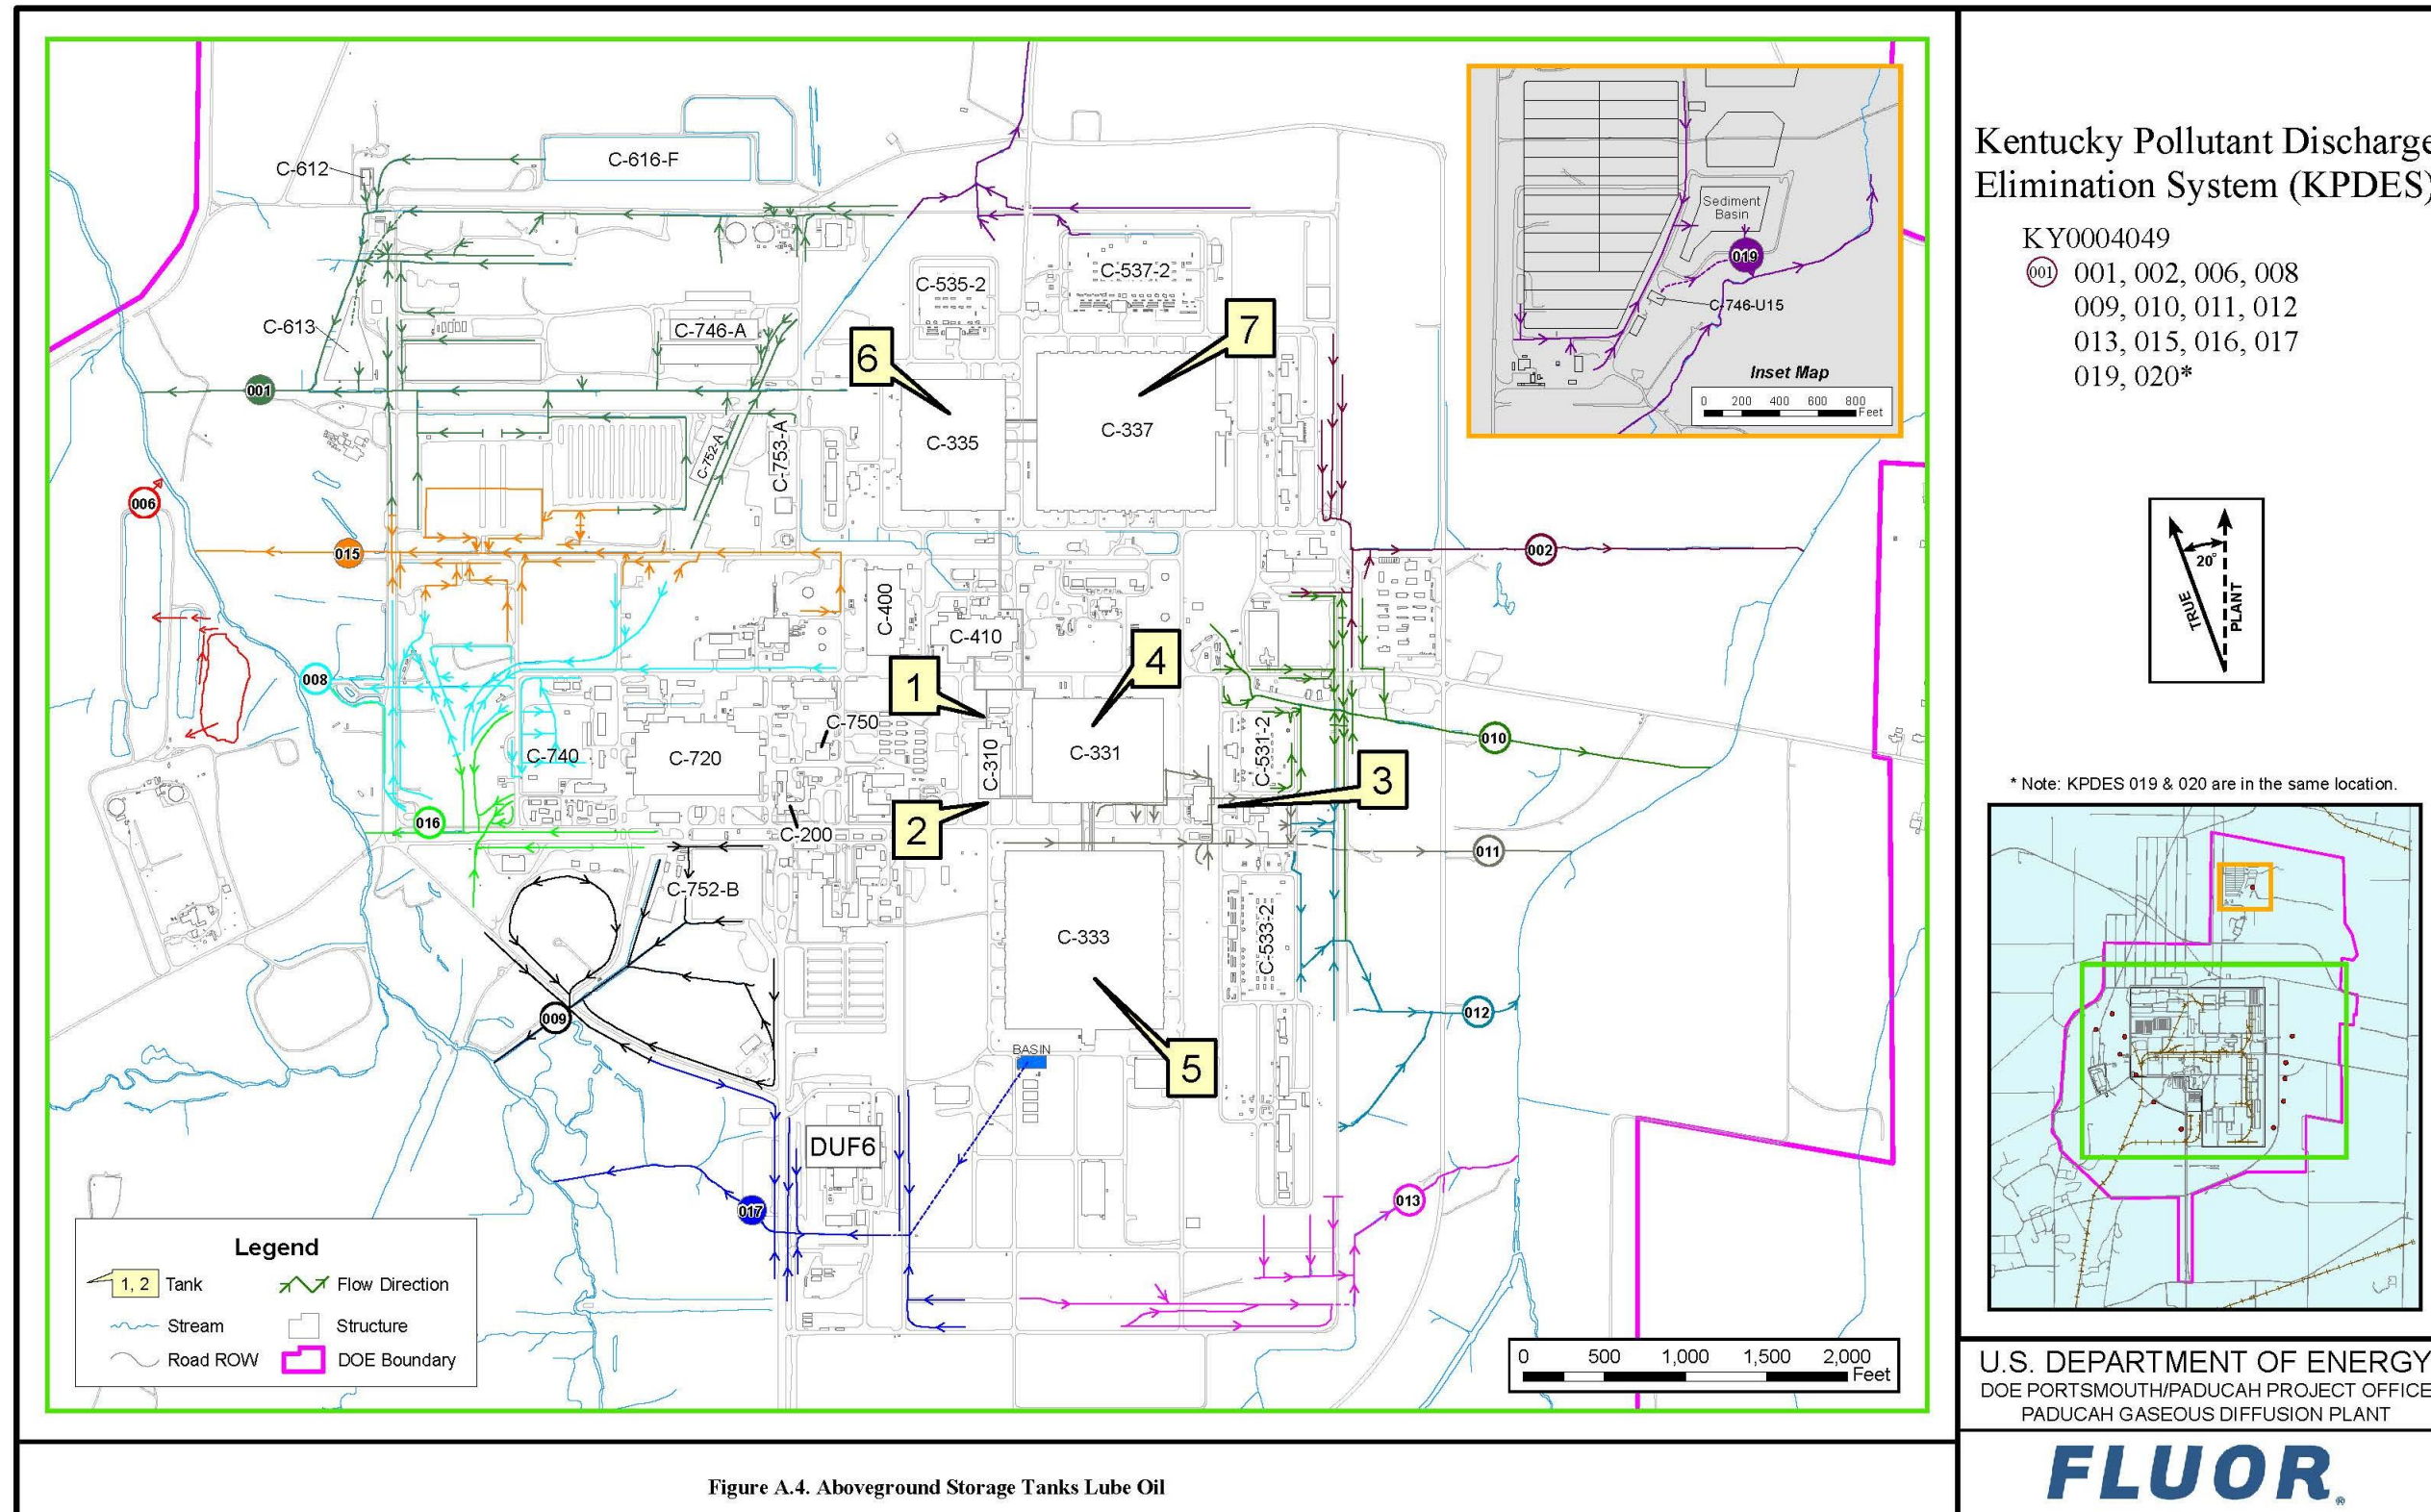 C-612
C-616-F
C-613
C-746-A
C-535-2
C-537-2
6
7
001
C-335
C-337
C-752-A
C-753-A
006
015
002
C-400
C-410
1
4
008
C-750
C-740
C-720
C-310
C-331
C-531-2
010
3
2
016
C-200
011
C-752-B
C-333
C-533-2
009
012
BASIN
5
DUF6
017
013
Sediment
Basin
019
C-746-U15
Inset Map
0 200 400 600 800
Feet
Legend
1, 2 Tank
Flow Direction
Stream
Structure
Road ROW
DOE Boundary
0 500 1,000 1,500 2,000
Feet
Figure A.4. Aboveground Storage Tanks Lube Oil
Kentucky Pollutant Discharge
Elimination System (KPDES)
KY0004049
001 001, 002, 006, 008
009, 010, 011, 012
013, 015, 016, 017
019, 020*
20°
TRUE
PLANT
* Note: KPDES 019 & 020 are in the same location.
U.S. DEPARTMENT OF ENERGY
DOE PORTSMOUTH/PADUCAH PROJECT OFFICE
PADUCAH GASEOUS DIFFUSION PLANT
FLUOR®